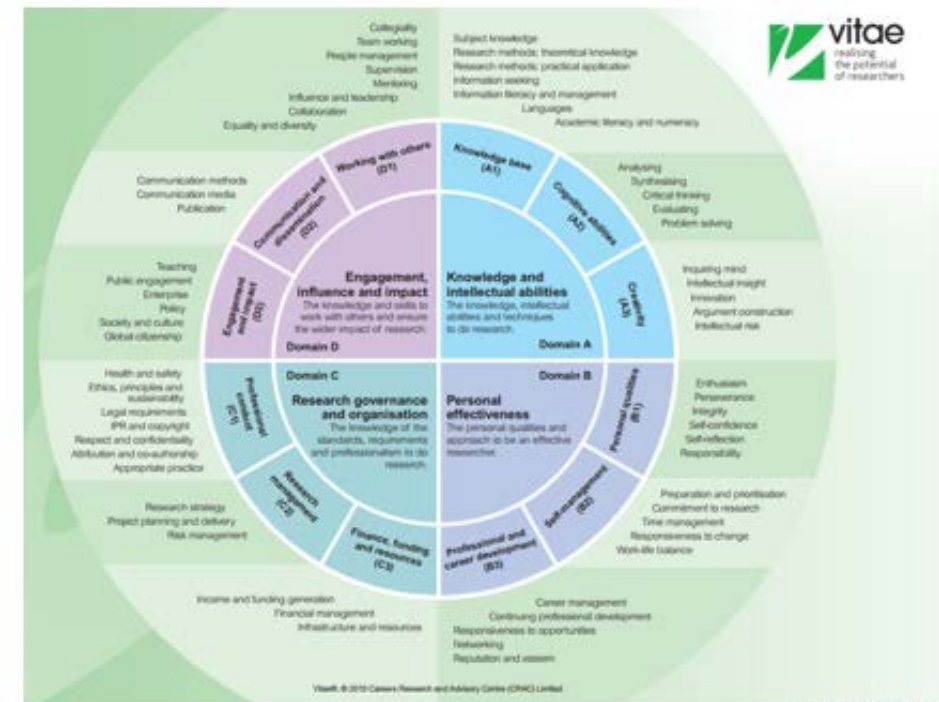 vitae
realising
the potential
of researchers
Collegiality
Team working
People management
Supervision
Mentoring
Influence and leadership
Collaboration
Equality and diversity
Subject knowledge
Research methods: theoretical knowledge
Research methods: practical application
Information seeking
Information literacy and management
Languages
Academic literacy and numeracy
Communication methods
Communication media
Publication
Analysing
Synthesising
Critical thinking
Evaluating
Problem solving
Teaching
Public engagement
Enterprise
Policy
Society and culture
Global citizenship
Inquiring mind
Intellectual insight
Innovation
Argument construction
Intellectual risk
Working with others
(D1)
Communication and
dissemination
(D2)
Engagement
and impact
(D3)
Knowledge base
(A1)
Cognitive abilities
(A2)
Creativity
(A3)
Engagement,
influence and impact
The knowledge and skills to
work with others and ensure
the wider impact of research.
Domain D
Knowledge and
intellectual abilities
The knowledge, intellectual
abilities and techniques
to do research.
Domain A
Domain C
Research governance
and organisation
The knowledge of the
standards, requirements
and professionalism to do
research.
Domain B
Personal
effectiveness
The personal qualities and
approach to be an effective
researcher.
Professional
conduct
(C1)
Research
management
(C2)
Finance, funding
and resources
(C3)
Personal qualities
(B1)
Self-management
(B2)
Professional and
career development
(B3)
Health and safety
Ethics, principles and
sustainability
Legal requirements
IPR and copyright
Respect and confidentiality
Attribution and co-authorship
Appropriate practice
Enthusiasm
Perseverance
Integrity
Self-confidence
Self-reflection
Responsibility
Research strategy
Project planning and delivery
Risk management
Preparation and prioritisation
Commitment to research
Time management
Responsiveness to change
Work-life balance
Income and funding generation
Financial management
Infrastructure and resources
Career management
Continuing professional development
Responsiveness to opportunities
Networking
Reputation and esteem
Vitae®, © 2010 Careers Research and Advisory Centre (CRAC) Limited